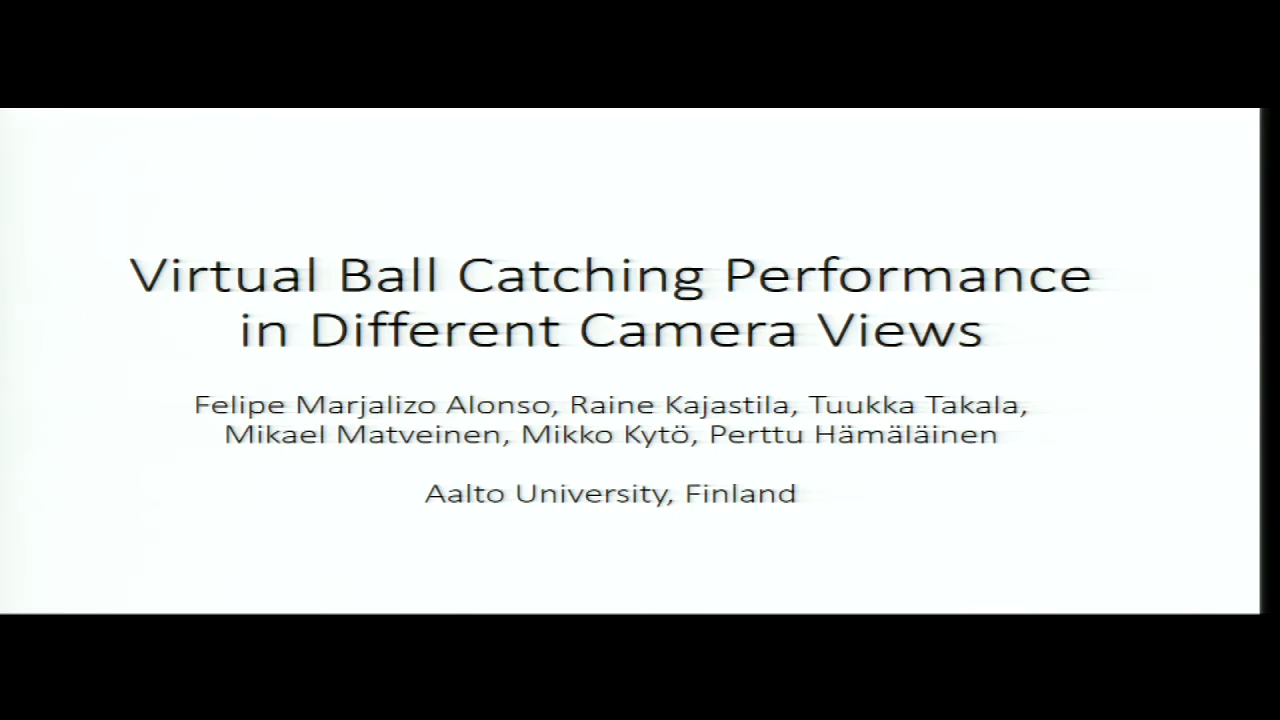 Virtual Ball Catching Performance
in Different Camera Views
Felipe Marjalizo Alonso, Raine Kajastila, Tuukka Takala,
Mikael Matveinen, Mikko Kytö, Perttu Hämäläinen
Aalto University, Finland